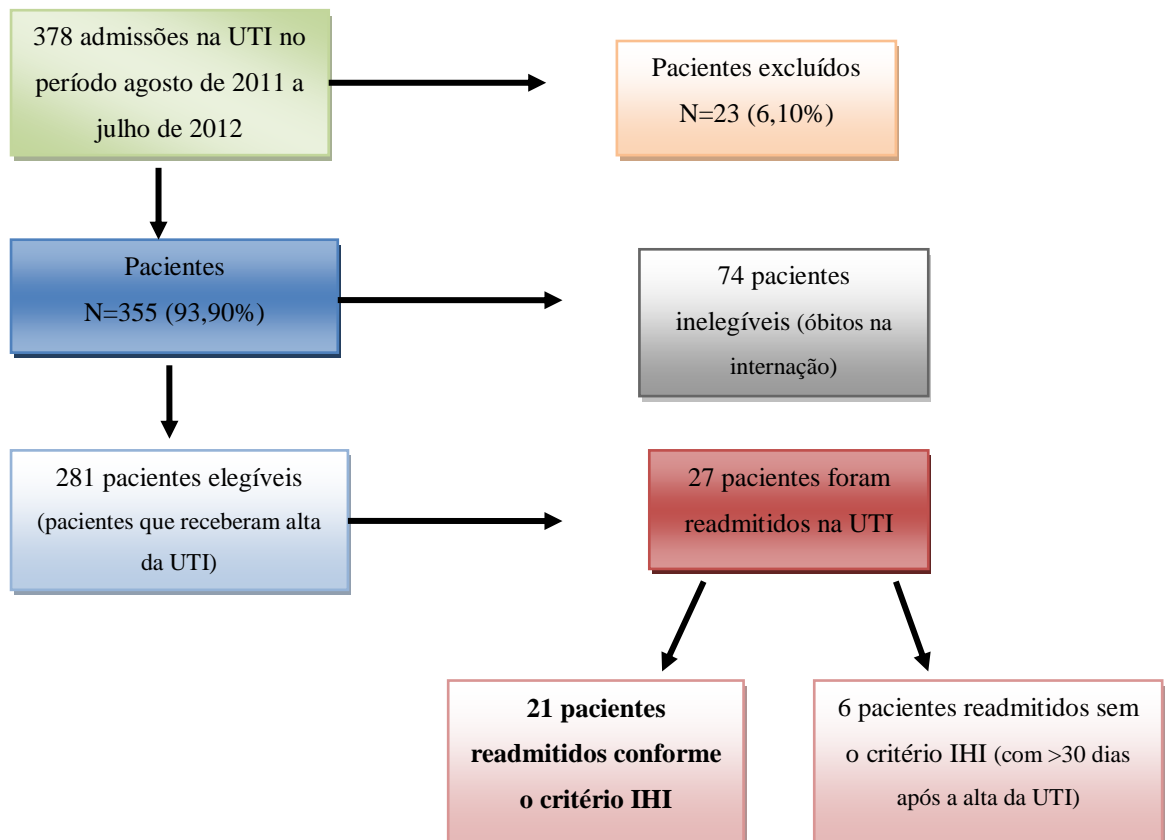 378 admissões na UTI no
período agosto de 2011 a
julho de 2012
Pacientes excluídos
N=23 (6,10%)
Pacientes
N=355 (93,90%)
74 pacientes
inelegíveis (óbitos na
internação)
281 pacientes elegíveis
(pacientes que receberam alta
da UTI)
27 pacientes foram
readmitidos na UTI
21 pacientes
readmitidos conforme
o critério IHI
6 pacientes readmitidos sem
o critério IHI (com >30 dias
após a alta da UTI)